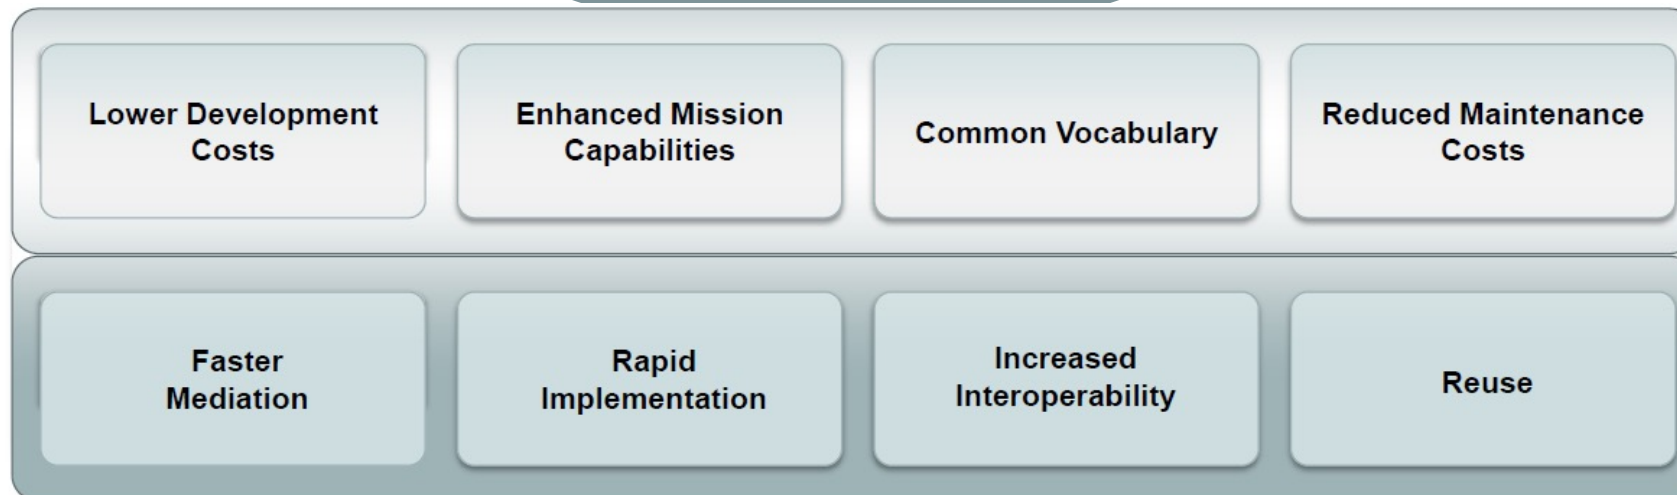 Lower Development
Costs
Enhanced Mission
Capabilities
Common Vocabulary
Reduced Maintenance
Costs
Faster
Mediation
Rapid
Implementation
Increased
Interoperability
Reuse